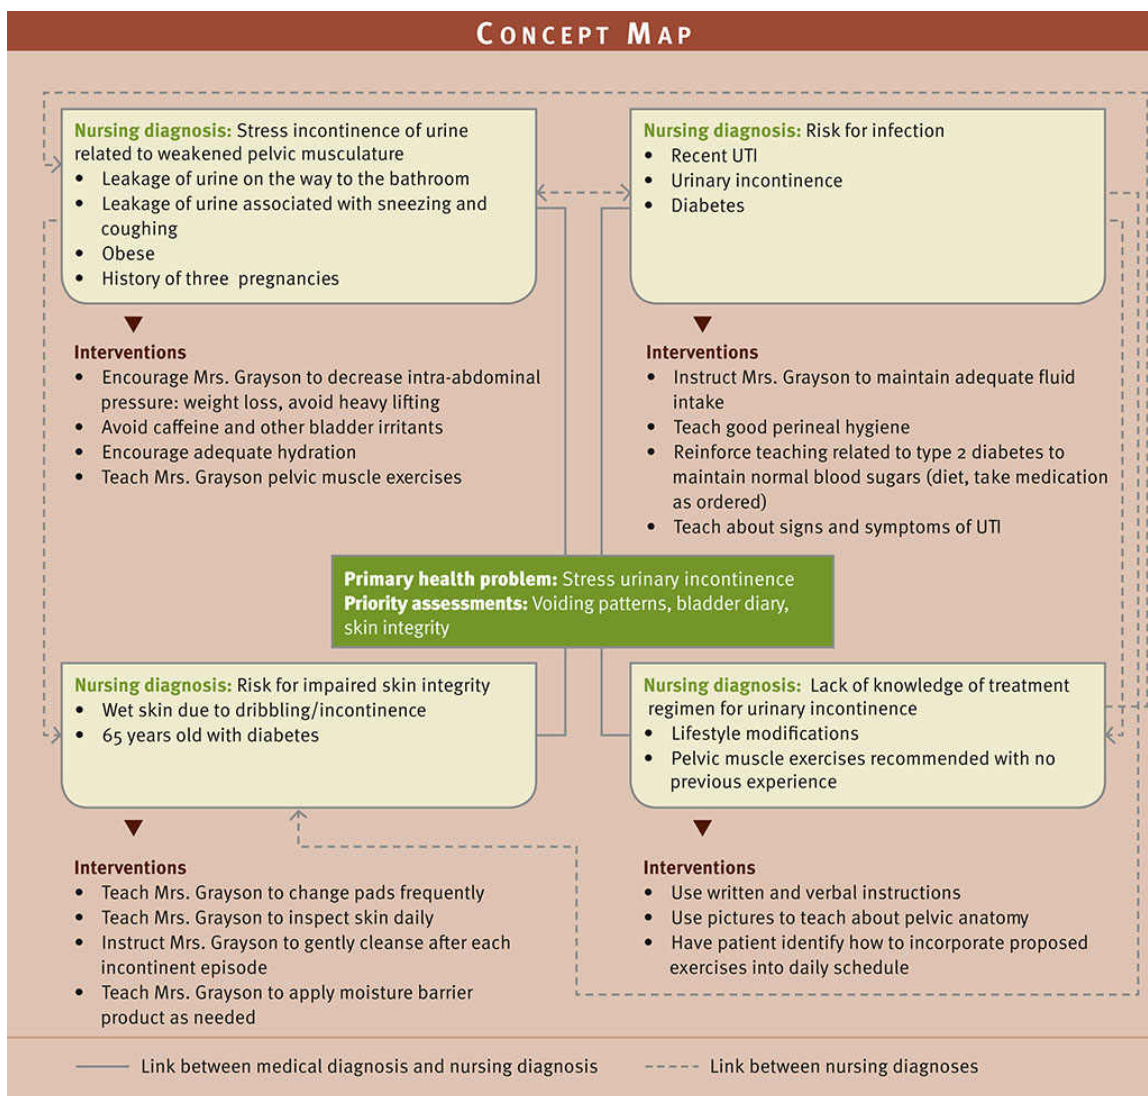 CONCEPT MAP
Nursing diagnosis: Stress incontinence of urine
related to weakened pelvic musculature
• Leakage of urine on the way to the bathroom
• Leakage of urine associated with sneezing and
coughing
• Obese
• History of three pregnancies
Interventions
• Encourage Mrs. Grayson to decrease intra-abdominal
pressure: weight loss, avoid heavy lifting
• Avoid caffeine and other bladder irritants
• Encourage adequate hydration
• Teach Mrs. Grayson pelvic muscle exercises
Nursing diagnosis: Risk for infection
• Recent UTI
• Urinary incontinence
• Diabetes
Interventions
• Instruct Mrs. Grayson to maintain adequate fluid
intake
• Teach good perineal hygiene
• Reinforce teaching related to type 2 diabetes to
maintain normal blood sugars (diet, take medication
as ordered)
• Teach about signs and symptoms of UTI
Primary health problem: Stress urinary incontinence
Priority assessments: Voiding patterns, bladder diary,
skin integrity
Nursing diagnosis: Risk for impaired skin integrity
• Wet skin due to dribbling/incontinence
• 65 years old with diabetes
Interventions
• Teach Mrs. Grayson to change pads frequently
• Teach Mrs. Grayson to inspect skin daily
• Instruct Mrs. Grayson to gently cleanse after each
incontinent episode
• Teach Mrs. Grayson to apply moisture barrier
product as needed
Nursing diagnosis: Lack of knowledge of treatment
regimen for urinary incontinence
• Lifestyle modifications
• Pelvic muscle exercises recommended with no
previous experience
Interventions
• Use written and verbal instructions
• Use pictures to teach about pelvic anatomy
• Have patient identify how to incorporate proposed
exercises into daily schedule
Link between medical diagnosis and nursing diagnosis
Link between nursing diagnoses